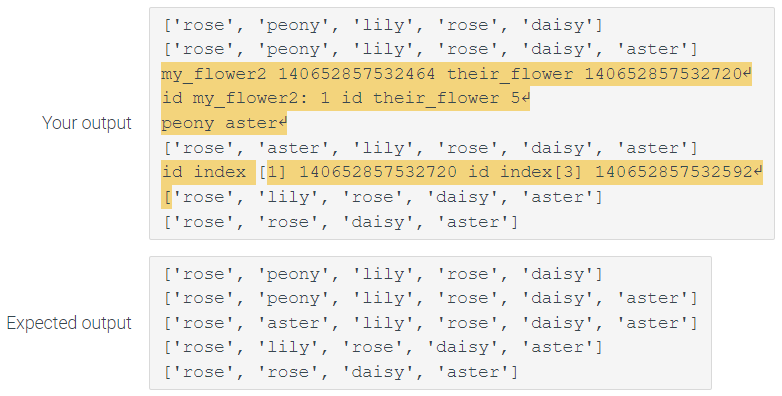 Your output
['rose', 'peony', 'lily', 'rose', 'daisy']
['rose', 'peony', 'lily', 'rose', 'daisy', 'aster']
my_flower2 140652857532464 their_flower 140652857532720↵
id my_flower2: 1 id their_flower 5↵
peony aster↵
['rose', 'aster', 'lily', 'rose', 'daisy', 'aster']
id index [1] 140652857532720 id index[3] 140652857532592↵
['rose', 'lily', 'rose', 'daisy', 'aster']
['rose', 'rose', 'daisy', 'aster']
Expected output
['rose', 'peony', 'lily', 'rose', 'daisy']
['rose', 'peony', 'lily', 'rose', 'daisy', 'aster']
['rose', 'aster', 'lily', 'rose', 'daisy', 'aster']
['rose', 'lily', 'rose', 'daisy', 'aster']
['rose', 'rose', 'daisy', 'aster']